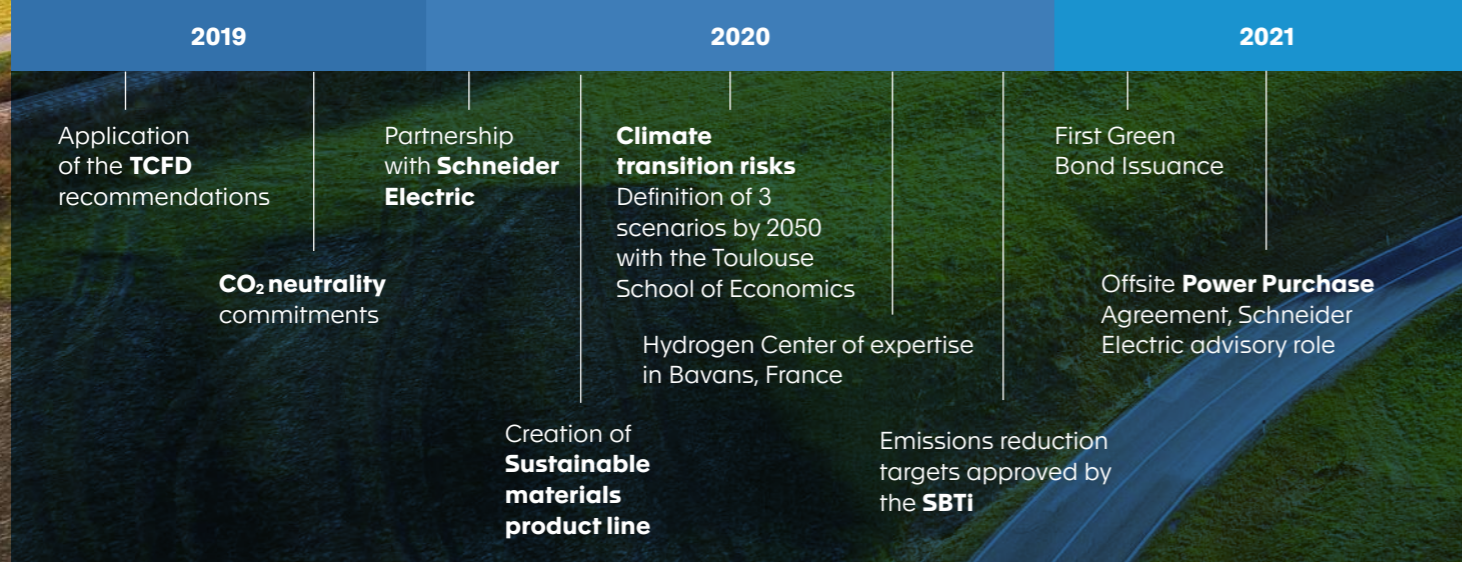 2019
2020
2021
Application
of the TCFD
recommendations
CO₂ neutrality
commitments
Partnership
with Schneider
Electric
Creation of
Sustainable
materials
product line
Climate
transition risks
Definition of 3
scenarios by 2050
with the Toulouse
School of Economics
Hydrogen Center of expertise
in Bavans, France
Emissions reduction
targets approved by
the SBTi
First Green
Bond Issuance
Offsite Power Purchase
Agreement, Schneider
Electric advisory role